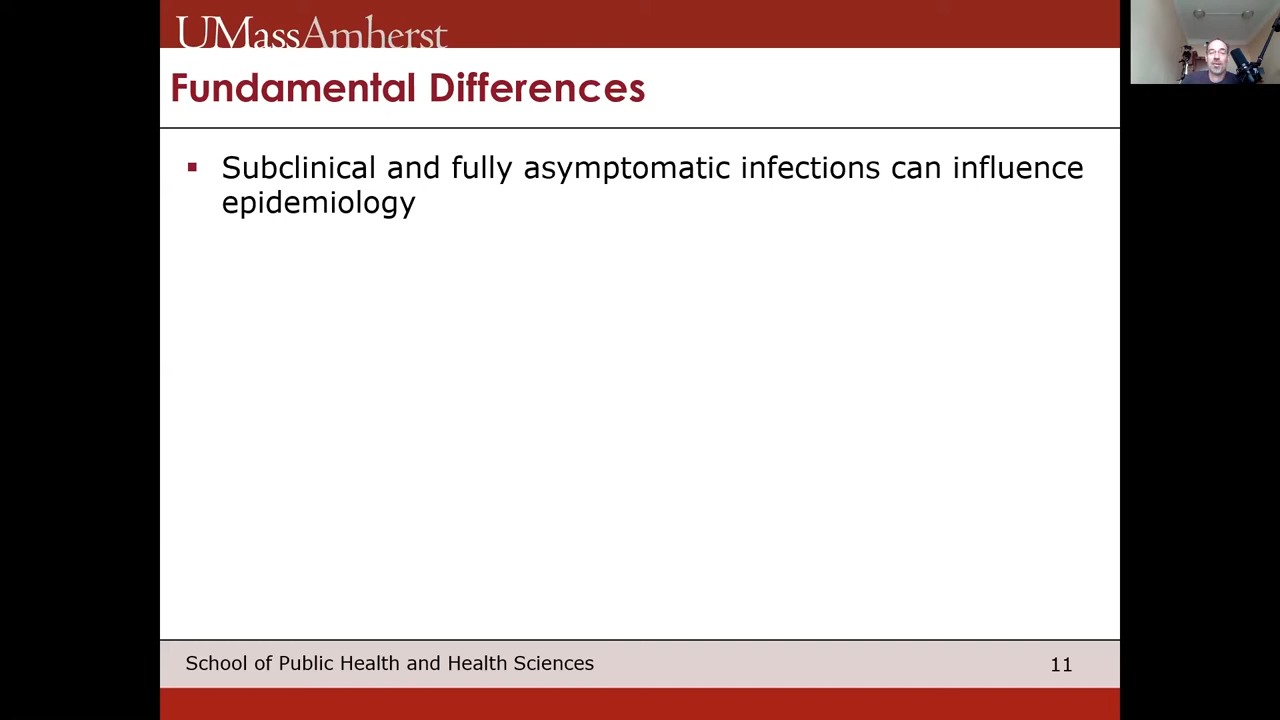 UMassAmherst
Fundamental Differences
▪ Subclinical and fully asymptomatic infections can influence
epidemiology
School of Public Health and Health Sciences
11